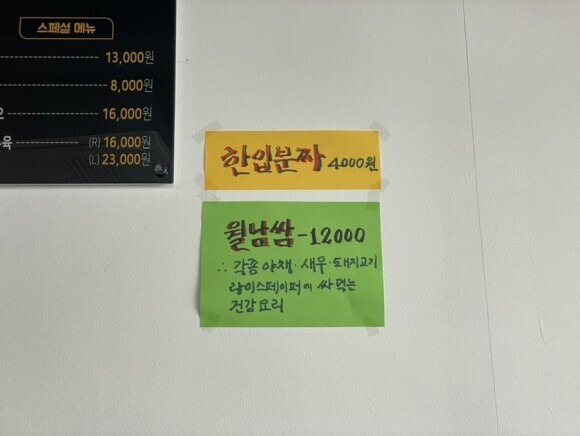 스페셜 메뉴
13,000원
8,000원
16,000원
(R) 16,000원
(L) 23,000원
한입분짜 4000원
월남쌈 - 12000
∴ 각종야채·새우·돼지고기
라이스페이퍼에 싸먹는
건강요리